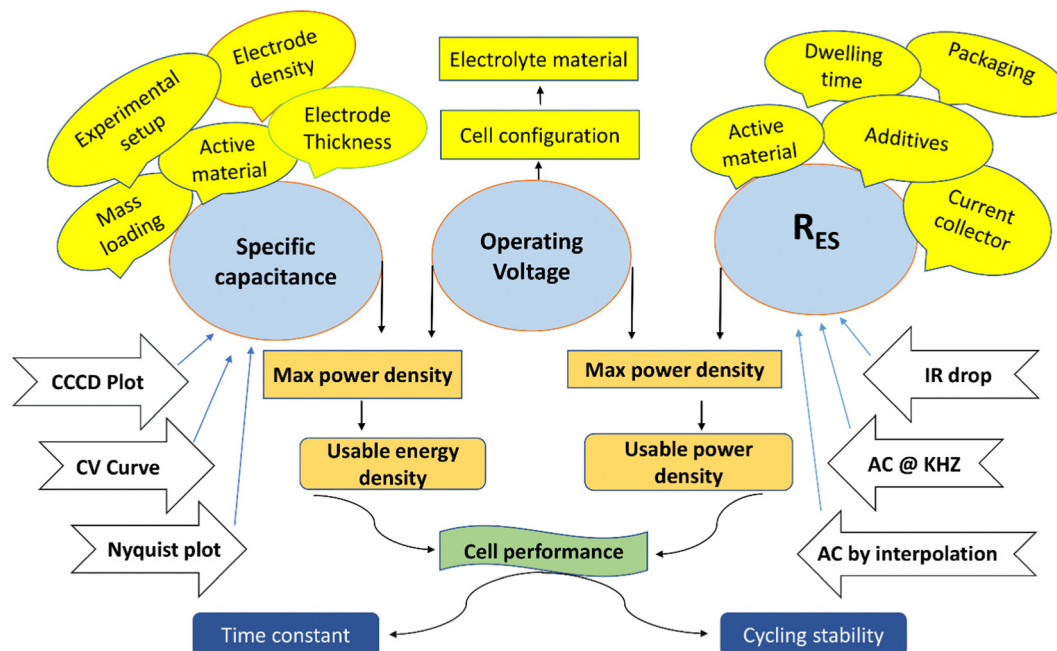 Electrode
density
Experimental
setup
Electrode
Thickness
Active
material
Mass
loading
Electrolyte material
Cell configuration
Dwelling
time
Packaging
Active
material
Additives
Current
collector
Specific
capacitance
Operating
Voltage
RES
CCCD Plot
CV Curve
Nyquist plot
Max power density
Usable energy
density
Max power density
Usable power
density
IR drop
AC @ KHZ
AC by interpolation
Cell performance
Time constant
Cycling stability